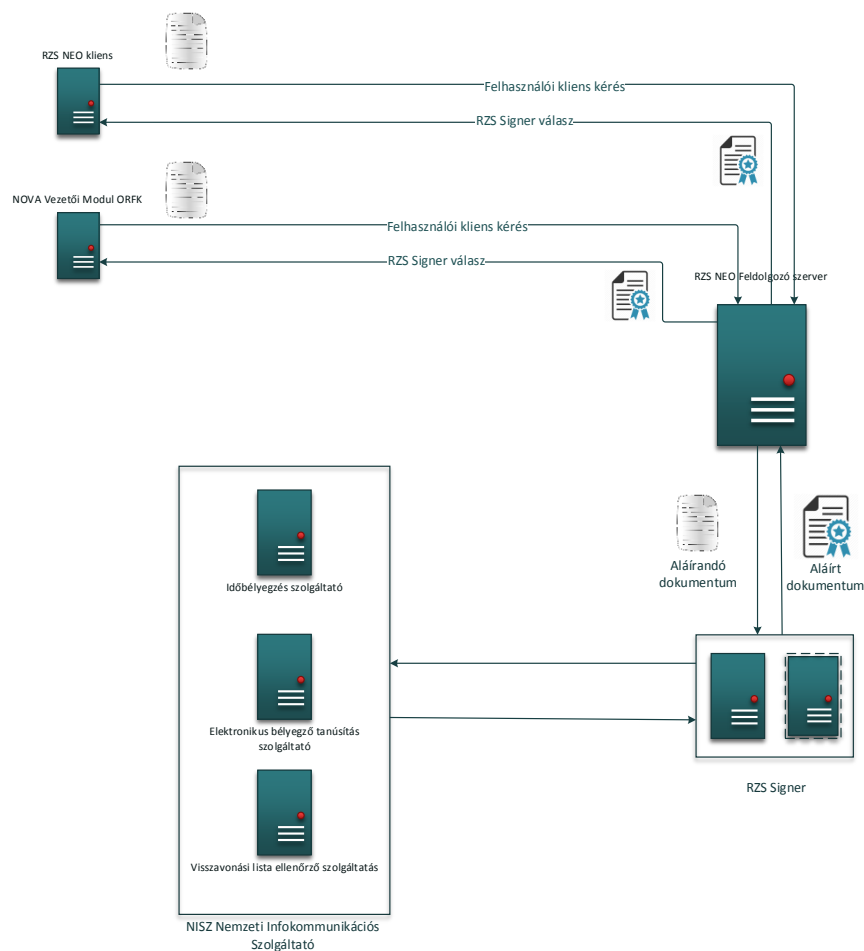 RZS NEO kliens
Felhasználói kliens kérés
RZS Signer válasz
NOVA Vezetői Modul ORFK
Felhasználói kliens kérés
RZS Signer válasz
RZS NEO Feldolgozó szerver
Aláírandó
dokumentum
Aláírt
dokumentum
Időbélyegzés szolgáltató
Elektronikus bélyegző tanúsítás
szolgáltató
Visszavonási lista ellenőrző szolgáltatás
RZS Signer
NISZ Nemzeti Infokommunikációs
Szolgáltató